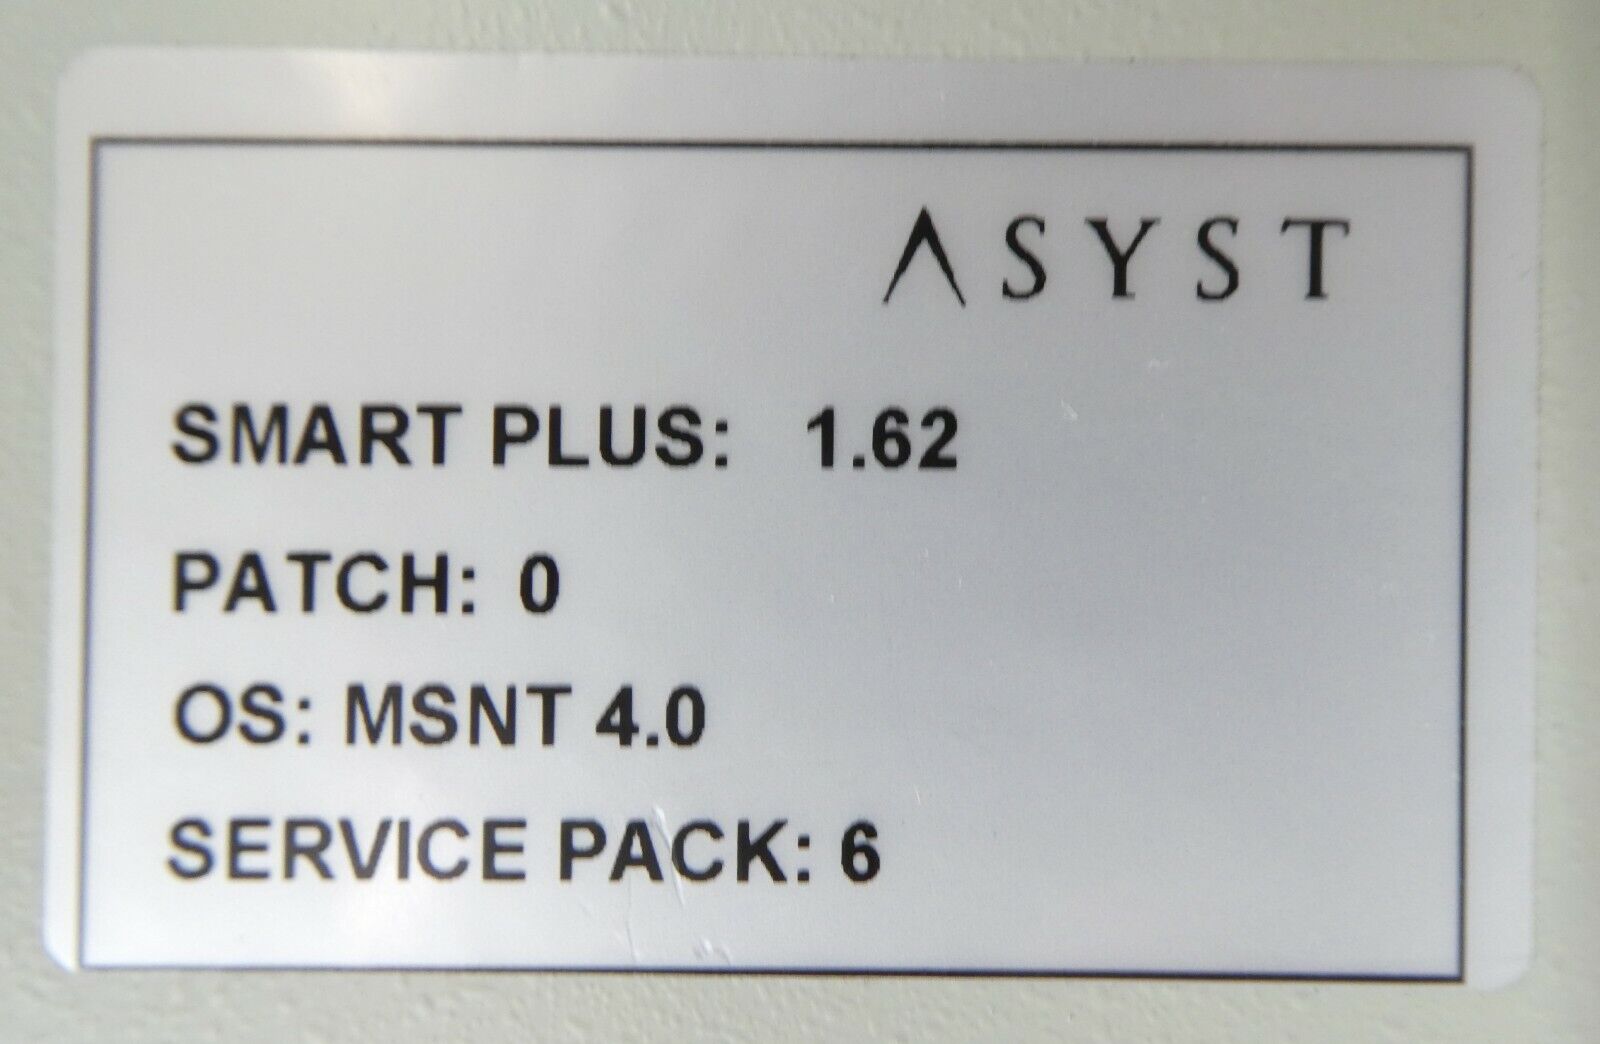 ASYST
SMART PLUS: 1.62
PATCH: 0
OS: MSNT 4.0
SERVICE PACK: 6